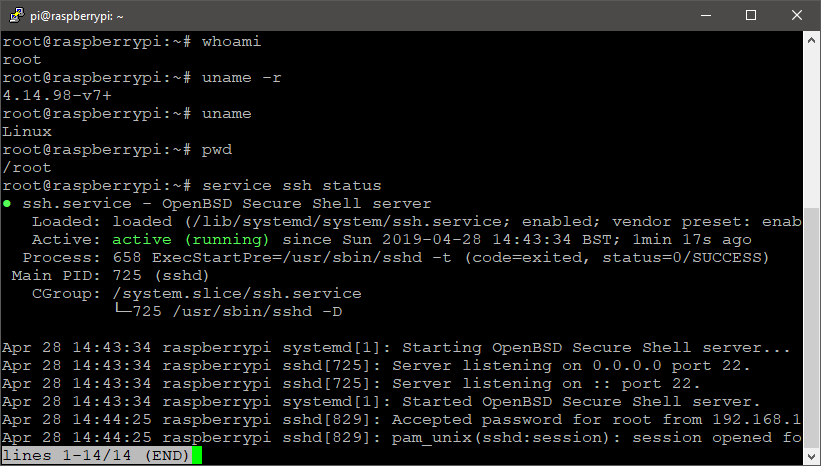 pi@raspberrypi: ~
root@raspberrypi:~# whoami
root
root@raspberrypi:~# uname -r
4.14.98-v7+
root@raspberrypi:~# uname
Linux
root@raspberrypi:~# pwd
/root
root@raspberrypi:~# service ssh status
● ssh.service - OpenBSD Secure Shell server
   Loaded: loaded (/lib/systemd/system/ssh.service; enabled; vendor preset: enab
   Active: active (running) since Sun 2019-04-28 14:43:34 BST; 1min 17s ago
  Process: 658 ExecStartPre=/usr/sbin/sshd -t (code=exited, status=0/SUCCESS)
 Main PID: 725 (sshd)
   CGroup: /system.slice/ssh.service
           └─725 /usr/sbin/sshd -D
Apr 28 14:43:34 raspberrypi systemd[1]: Starting OpenBSD Secure Shell server...
Apr 28 14:43:34 raspberrypi sshd[725]: Server listening on 0.0.0.0 port 22.
Apr 28 14:43:34 raspberrypi sshd[725]: Server listening on :: port 22.
Apr 28 14:43:34 raspberrypi systemd[1]: Started OpenBSD Secure Shell server.
Apr 28 14:44:25 raspberrypi sshd[829]: Accepted password for root from 192.168.1
Apr 28 14:44:25 raspberrypi sshd[829]: pam_unix(sshd:session): session opened fo
lines 1-14/14 (END)